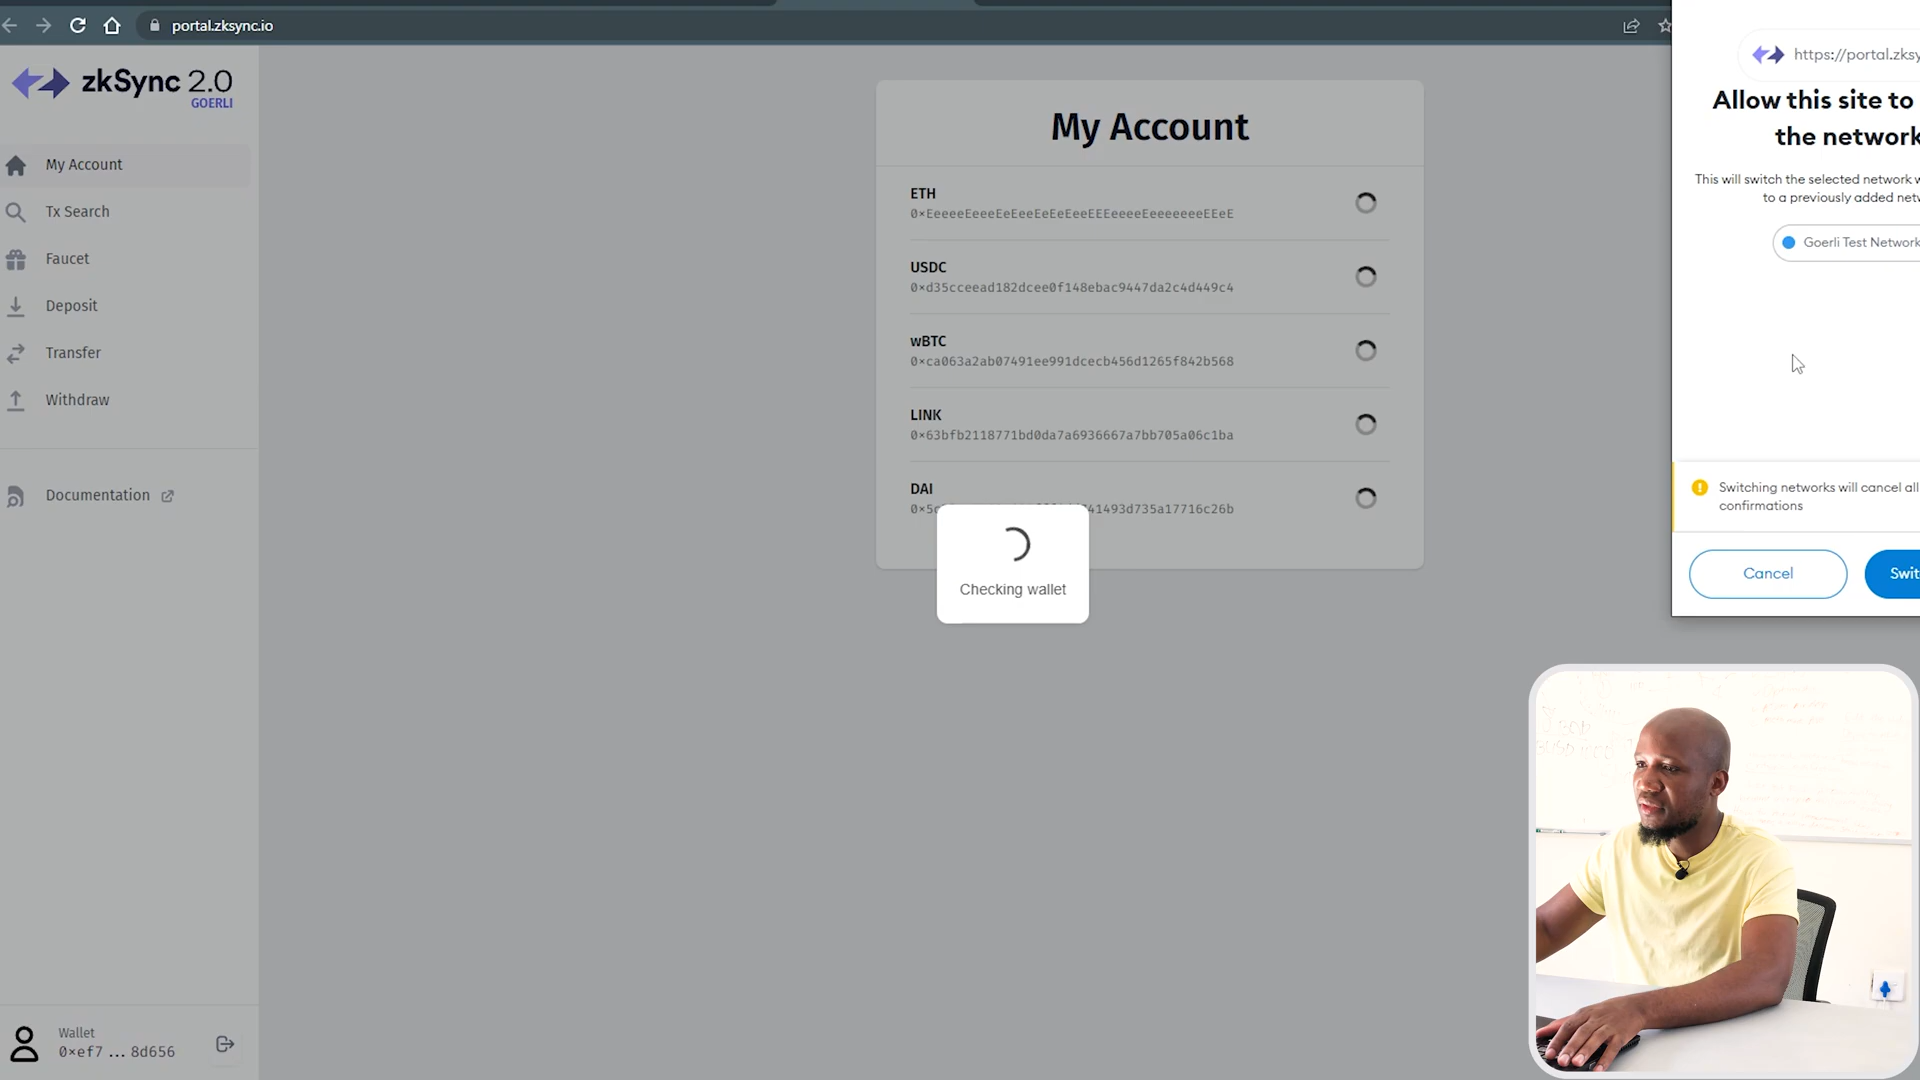 portal.zksync.io
zkSync 2.0
GOERLI
My Account
Tx Search
Faucet
Deposit
Transfer
Withdraw
Documentation
Wallet
0×ef7 ... 8d656
My Account
ETH
0×EeeeeEeeeEeEeeEeEeEeeEEEeeeeEeeeeeeeEEeE
USDC
0×d35cceead182dcee0f148ebac9447da2c4d449c4
wBTC
0×ca063a2ab07491ee991dcecb456d1265f842b568
LINK
0×63bfb2118771bd0da7a6936667a7bb705a06c1ba
DAI
41493d735a17716c26b
Checking wallet
https://portal.zksy
Allow this site to
the network
This will switch the selected network w
to a previously added netw
Goerli Test Network
Switching networks will cancel all
confirmations
Cancel
Swit